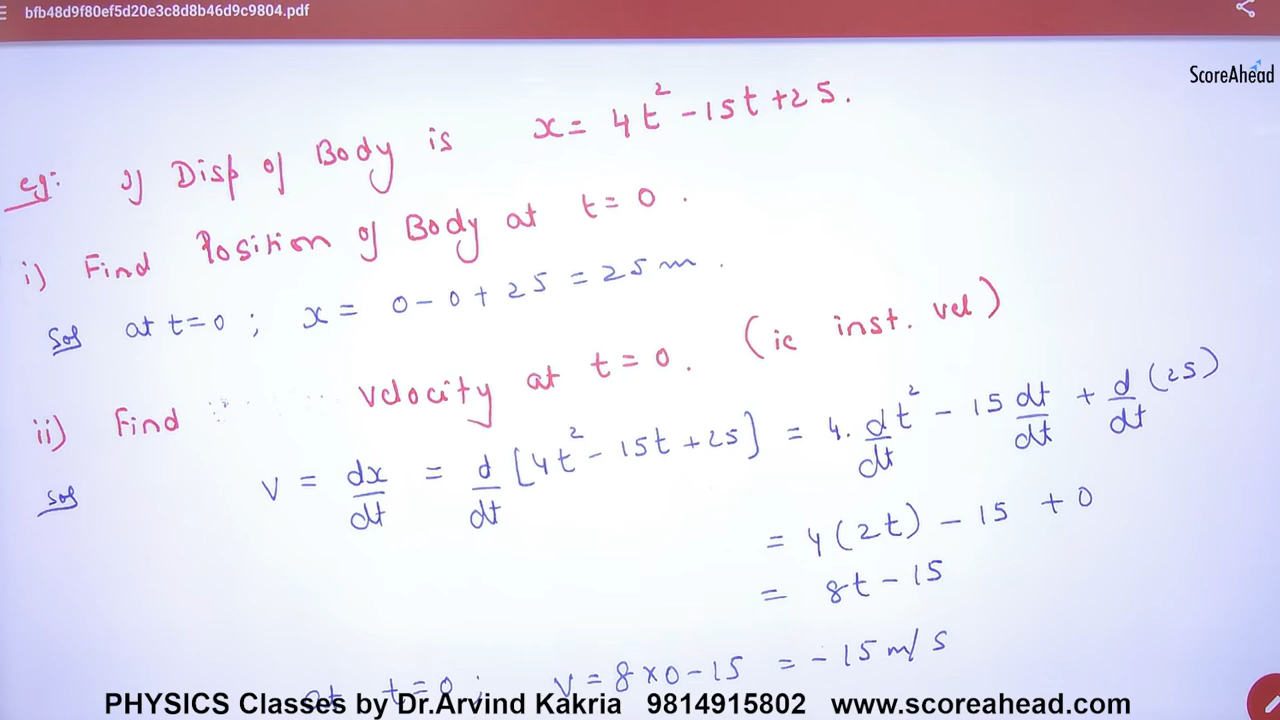 bfb48d9f80ef5d20e3c8d8b46d9c9804.pdf
ScoreAhead
eg: If Disp of Body is x = 4t² - 15t + 25.
i) Find Position of Body at t = 0.
Sol at t = 0 ; x = 0 - 0 + 25 = 25 m.
ii) Find velocity at t = 0. (ie inst. vel)
Sol V = dx/dt = d/dt [4t² - 15t + 25] = 4. d/dt t² - 15 dt/dt + d/dt (25)
= 4(2t) - 15 + 0
= 8t - 15
at t = 0 ; V = 8 × 0 - 15 = - 15 m/s
PHYSICS Classes by Dr.Arvind Kakria 9814915802 www.scoreahead.com